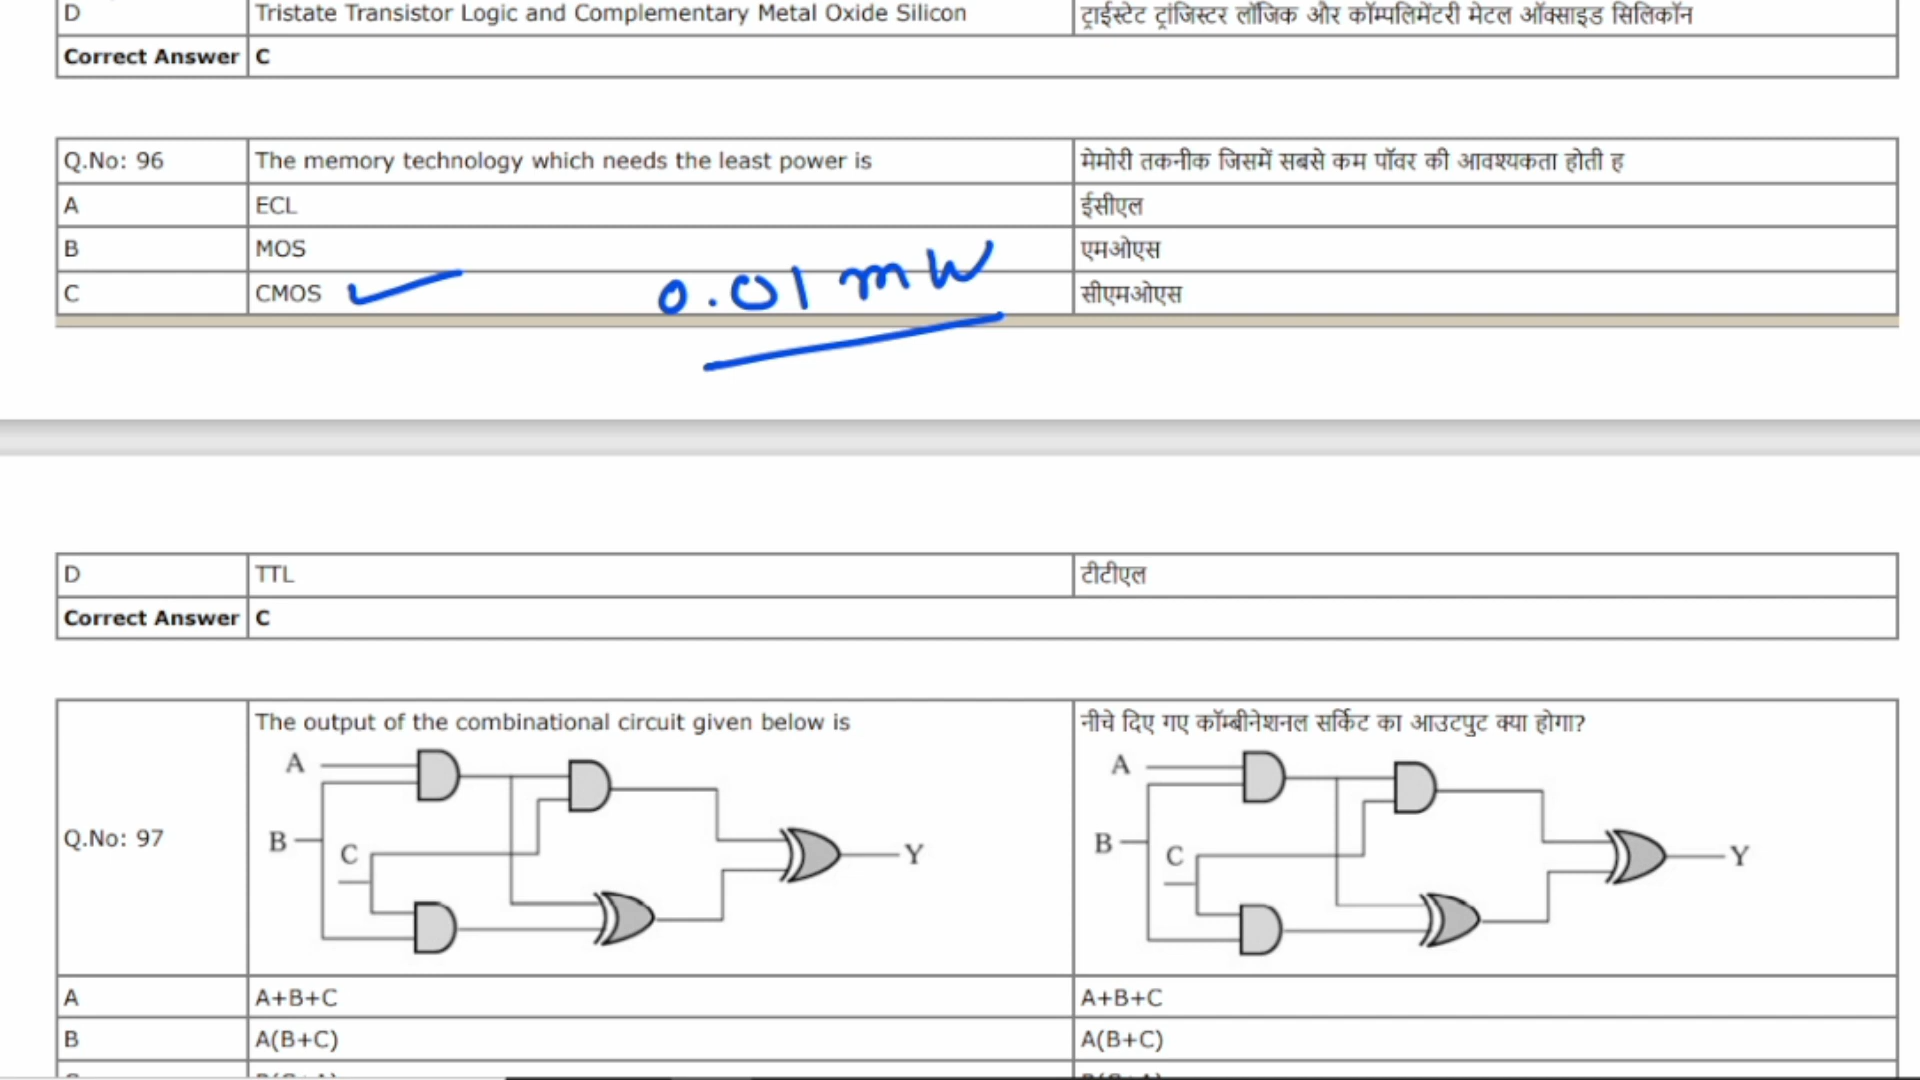 D Tristate Transistor Logic and Complementary Metal Oxide Silicon ट्राईस्टेट ट्रांजिस्टर लॉजिक और कॉम्पलिमेंटरी मेटल ऑक्साइड सिलिकॉन
Correct Answer C
Q.No: 96 The memory technology which needs the least power is मेमोरी तकनीक जिसमें सबसे कम पॉवर की आवश्यकता होती ह
A ECL ईसीएल
B MOS एमओएस
C CMOS 0.01 mW सीएमओएस
D TTL टीटीएल
Correct Answer C
Q.No: 97 The output of the combinational circuit given below is नीचे दिए गए कॉम्बीनेशनल सर्किट का आउटपुट क्या होगा?
A B C Y
A B C Y
A A+B+C A+B+C
B A(B+C) A(B+C)